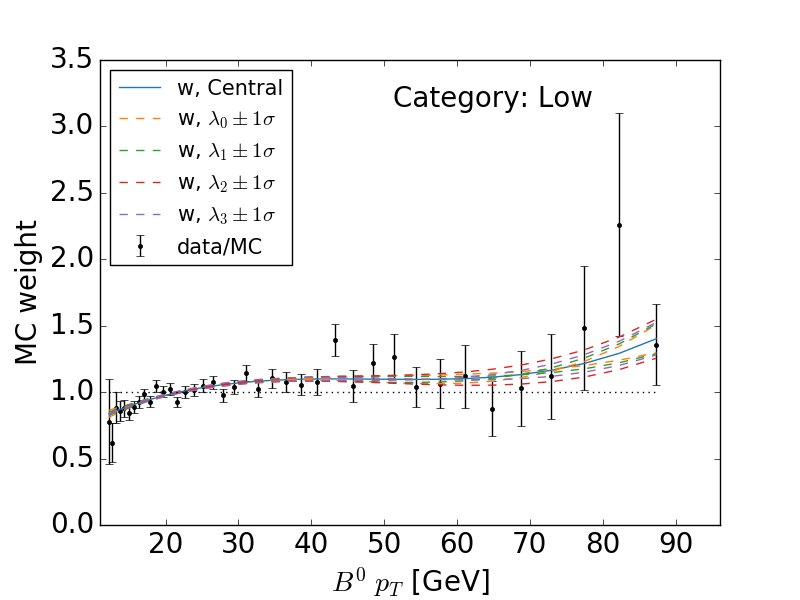 3.5
3.0
2.5
2.0
1.5
1.0
0.5
0.0
MC weight
w, Central
w, λ₀ ± 1σ
w, λ₁ ± 1σ
w, λ₂ ± 1σ
w, λ₃ ± 1σ
data/MC
Category: Low
20 30 40 50 60 70 80 90
B⁰ p_T [GeV]